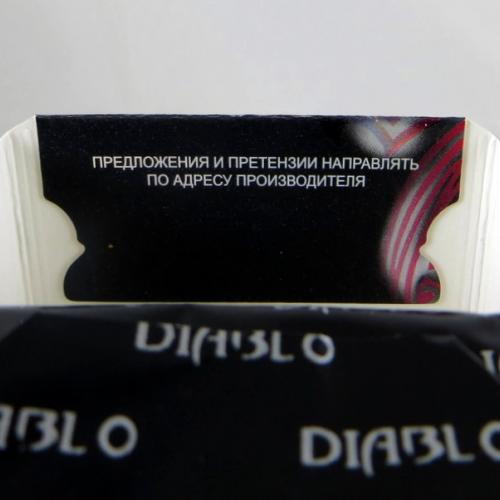 ПРЕДЛОЖЕНИЯ И ПРЕТЕНЗИИ НАПРАВЛЯТЬ
ПО АДРЕСУ ПРОИЗВОДИТЕЛЯ
DIABLO
DIABLO
DIABLO